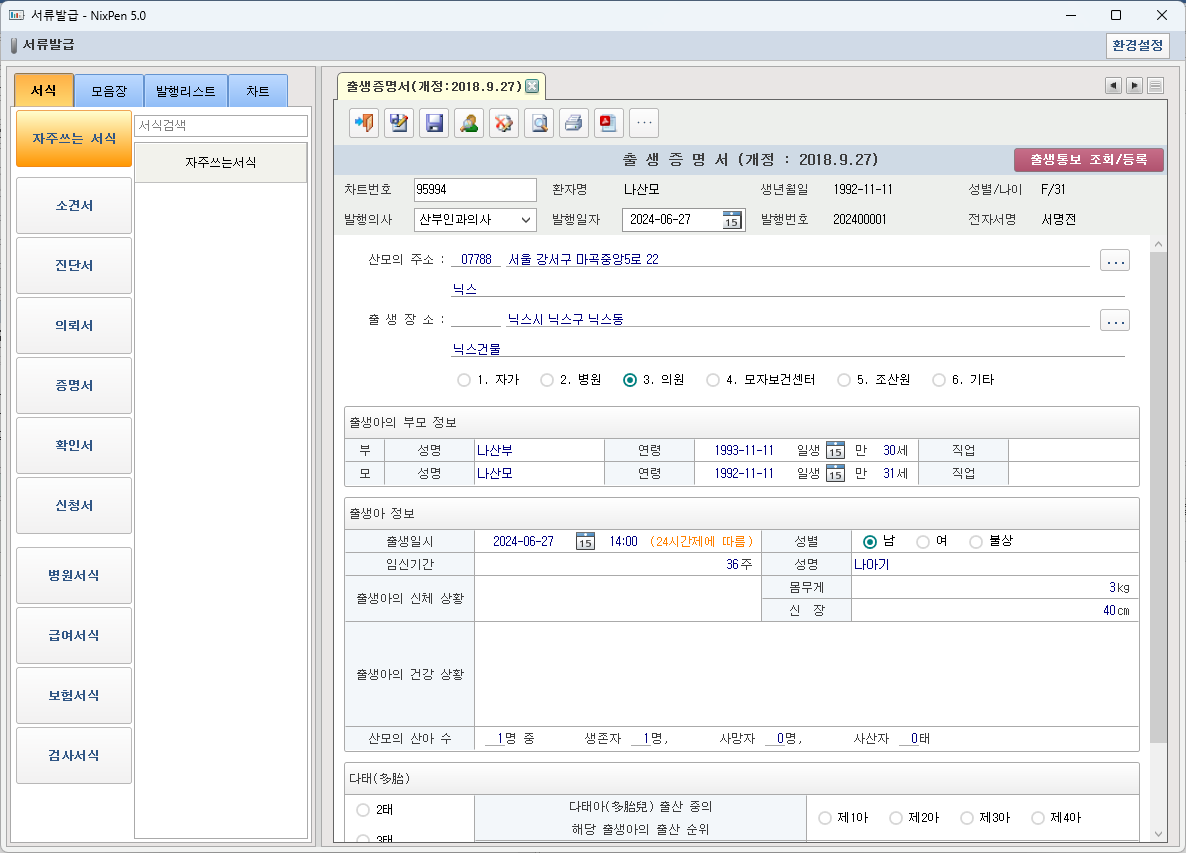 서류발급 - NixPen 5.0
서류발급
환경설정
서식 모음장 발행리스트 차트
자주쓰는 서식
소견서
진단서
의뢰서
증명서
확인서
신청서
병원서식
급여서식
보험서식
검사서식
서식검색
자주쓰는서식
출생증명서(개정:2018.9.27)
...
출 생 증 명 서 (개정 : 2018.9.27)
출생통보 조회/등록
차트번호 95994 환자명 나산모 생년월일 1992-11-11 성별/나이 F/31
발행의사 산부인과의사 발행일자 2024-06-27 15 발행번호 202400001 전자서명 서명전
산모의 주소 : 07788 서울 강서구 마곡중앙5로 22 ...
닉스
출 생 장 소 : 닉스시 닉스구 닉스동 ...
닉스건물
1. 자가 2. 병원 3. 의원 4. 모자보건센터 5. 조산원 6. 기타
출생아의 부모 정보
부 성명 나산부 연령 1993-11-11 일생 15 만 30세 직업
모 성명 나산모 연령 1992-11-11 일생 15 만 31세 직업
출생아 정보
출생일시 2024-06-27 15 14:00 (24시간제에 따름) 성별 남 여 불상
임신기간 36주 성명 나아기
출생아의 신체 상황 몸무게 3kg
신 장 40cm
출생아의 건강 상황
산모의 산아 수 1명 중 생존자 1명, 사망자 0명, 사산자 0태
다태(多胎)
2태 다태아(多胎兒) 출산 중의 제1아 제2아 제3아 제4아
3태 해당 출생아의 출산 순위